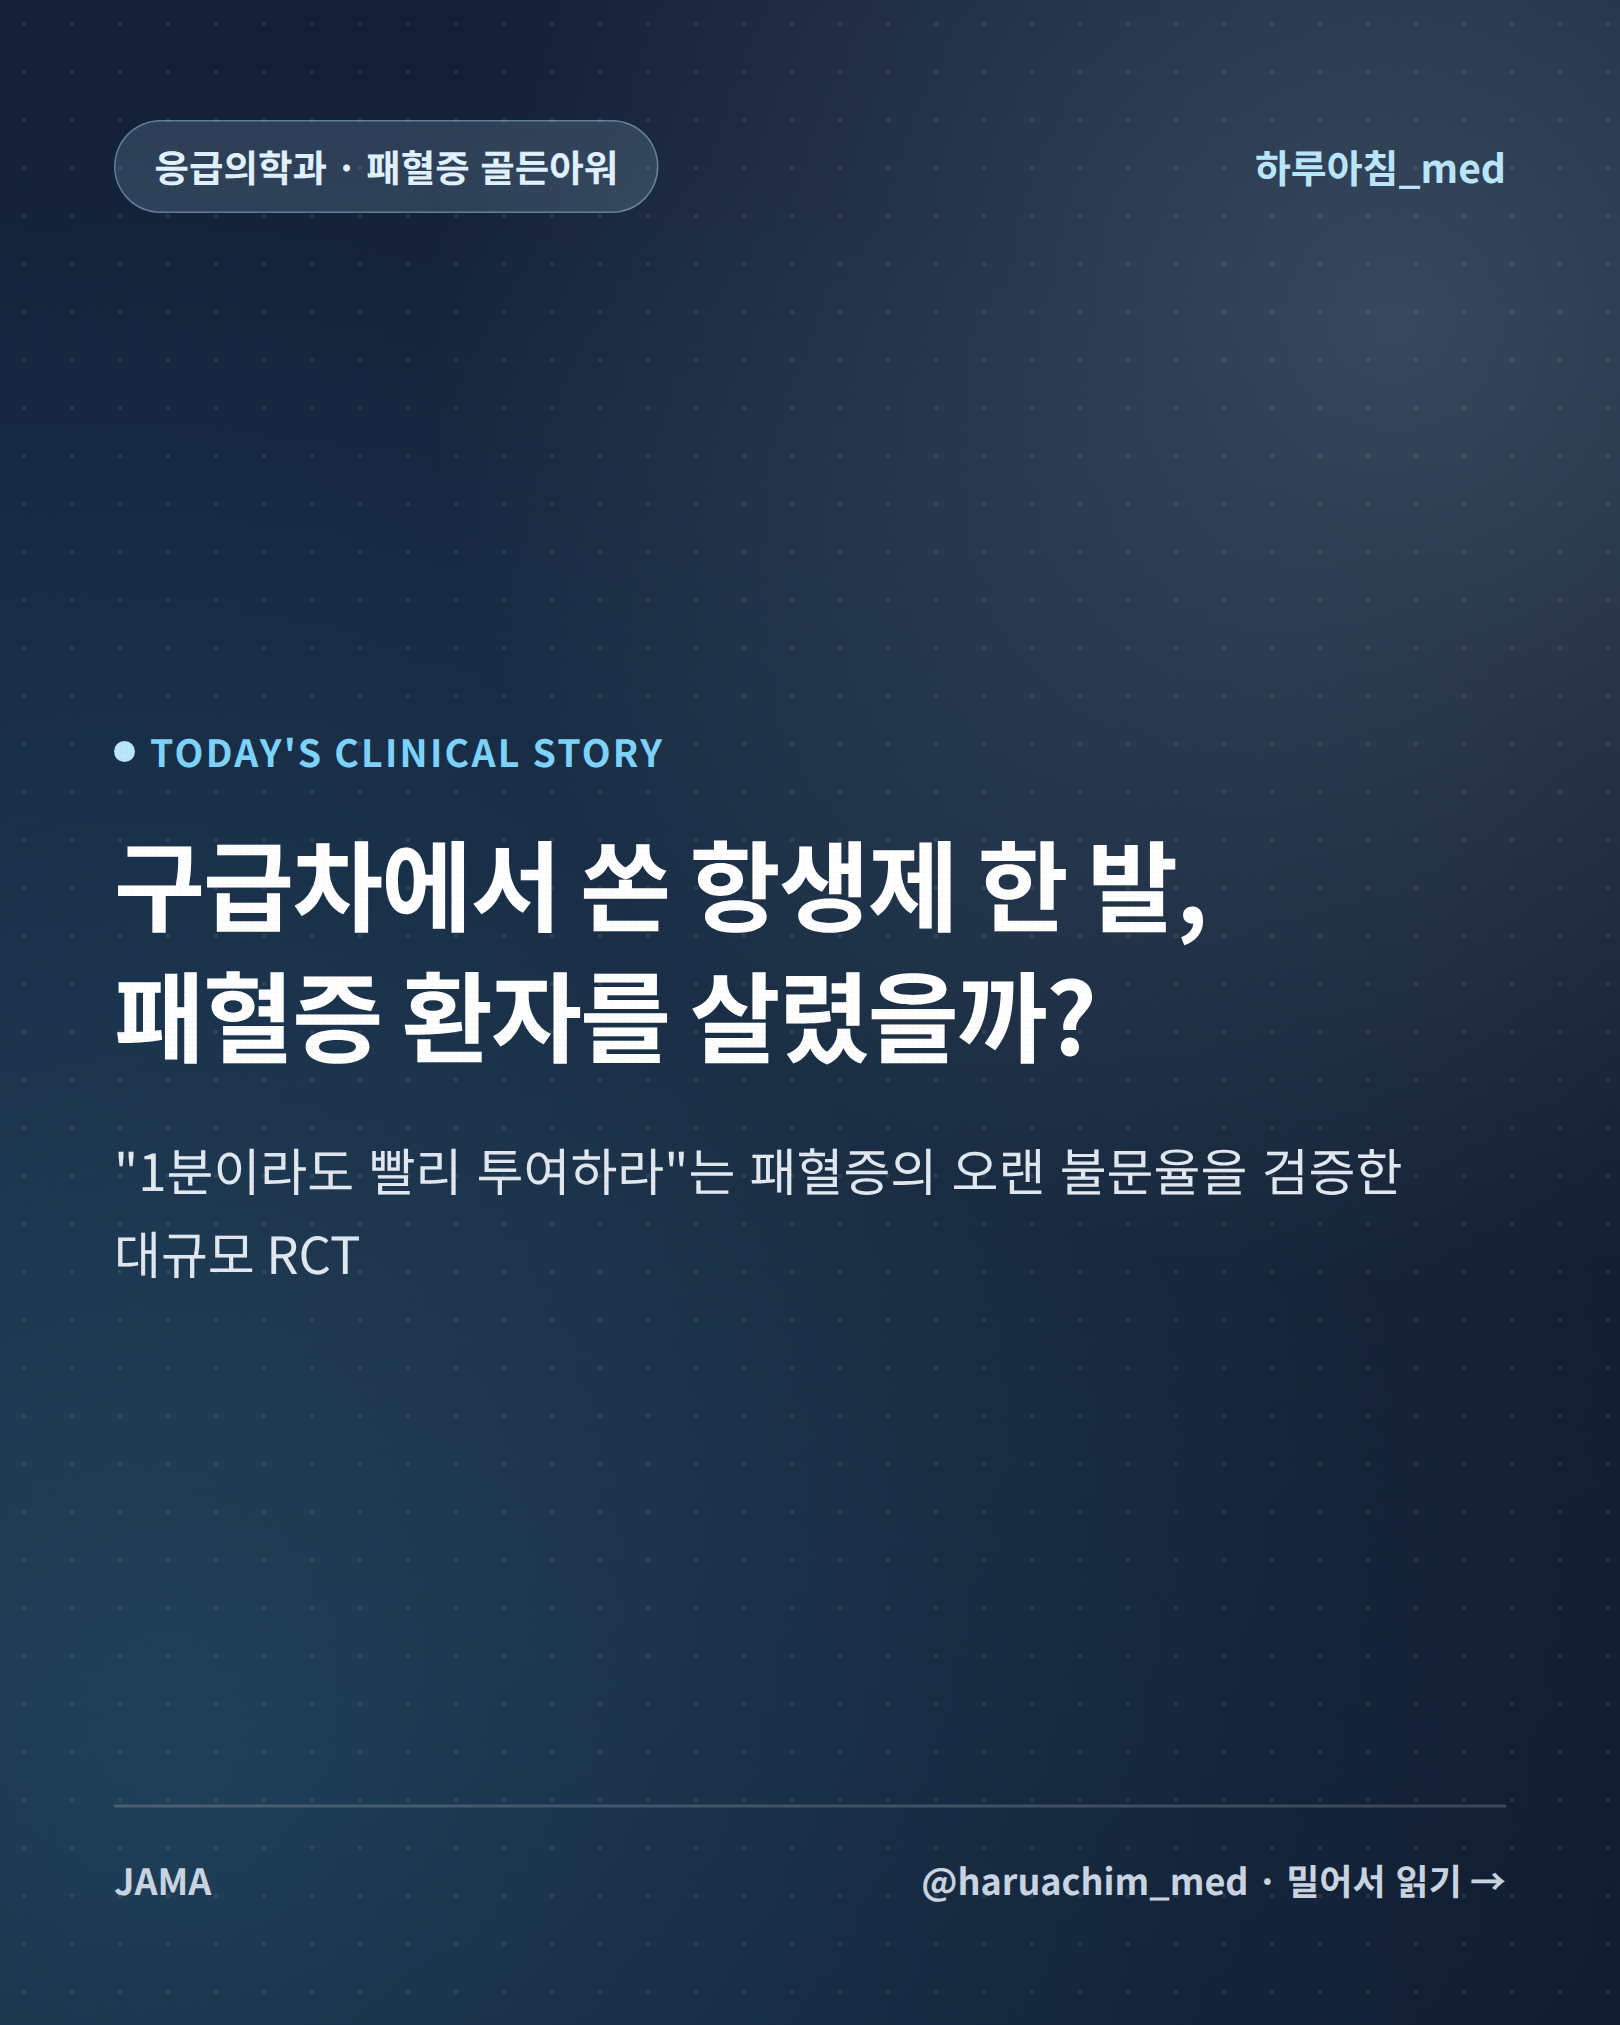 응급의학과 · 패혈증 골든아워
하루아침_med
TODAY'S CLINICAL STORY
구급차에서 쏜 항생제 한 발,
패혈증 환자를 살렸을까?
"1분이라도 빨리 투여하라"는 패혈증의 오랜 불문율을 검증한
대규모 RCT
JAMA
@haruachim_med · 밀어서 읽기 →